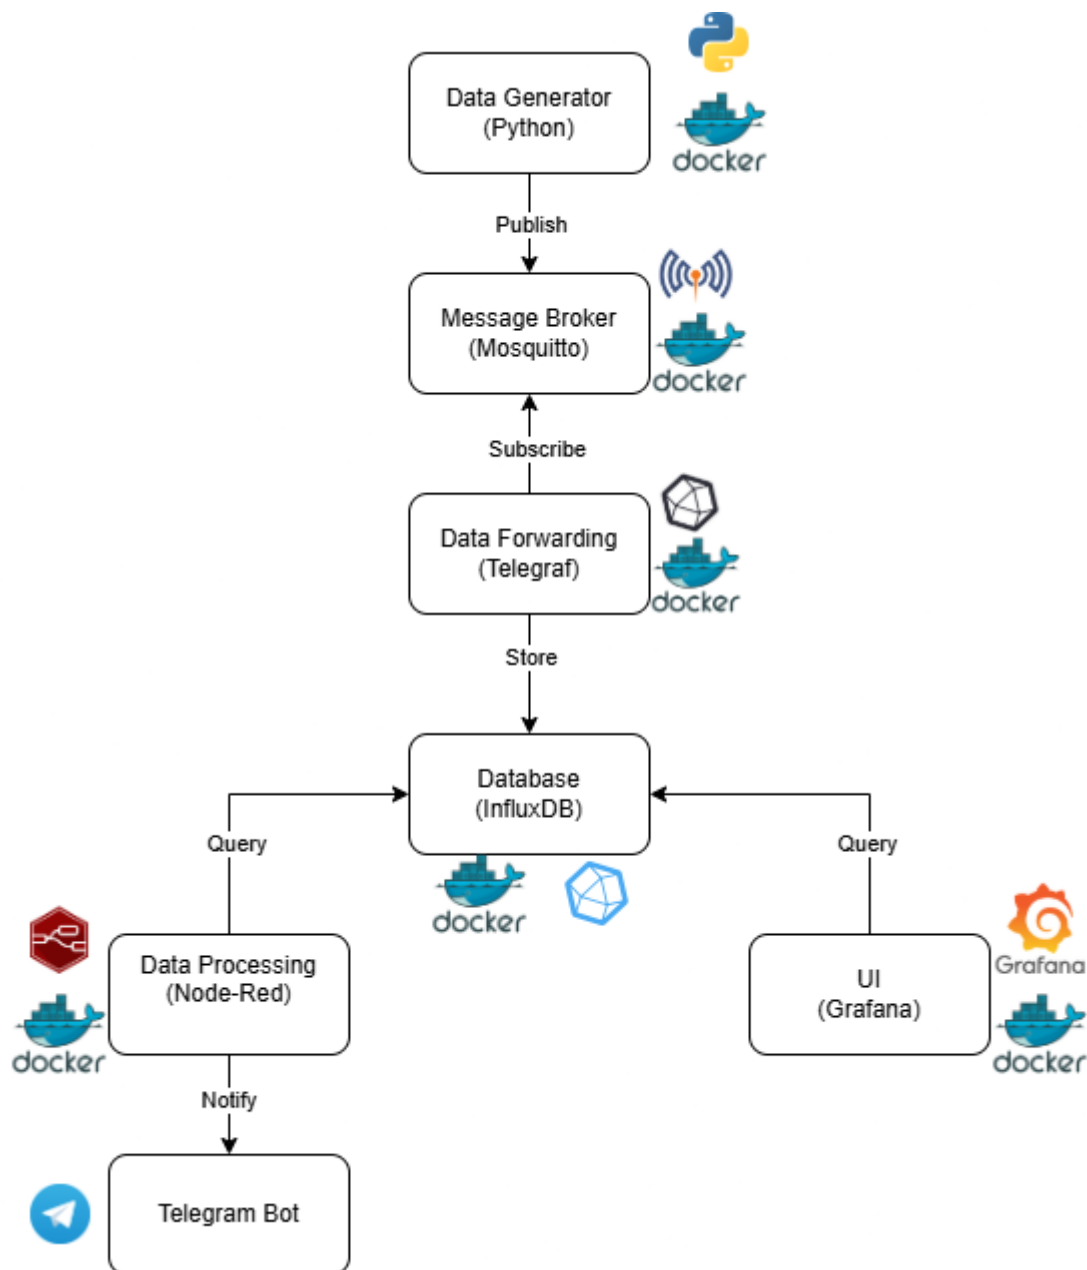 Data Generator
(Python)
docker
Publish
Message Broker
(Mosquitto)
docker
Subscribe
Data Forwarding
(Telegraf)
docker
Store
Database
(InfluxDB)
docker
Query
Query
Data Processing
(Node-Red)
docker
UI
(Grafana)
Grafana
docker
Notify
Telegram Bot